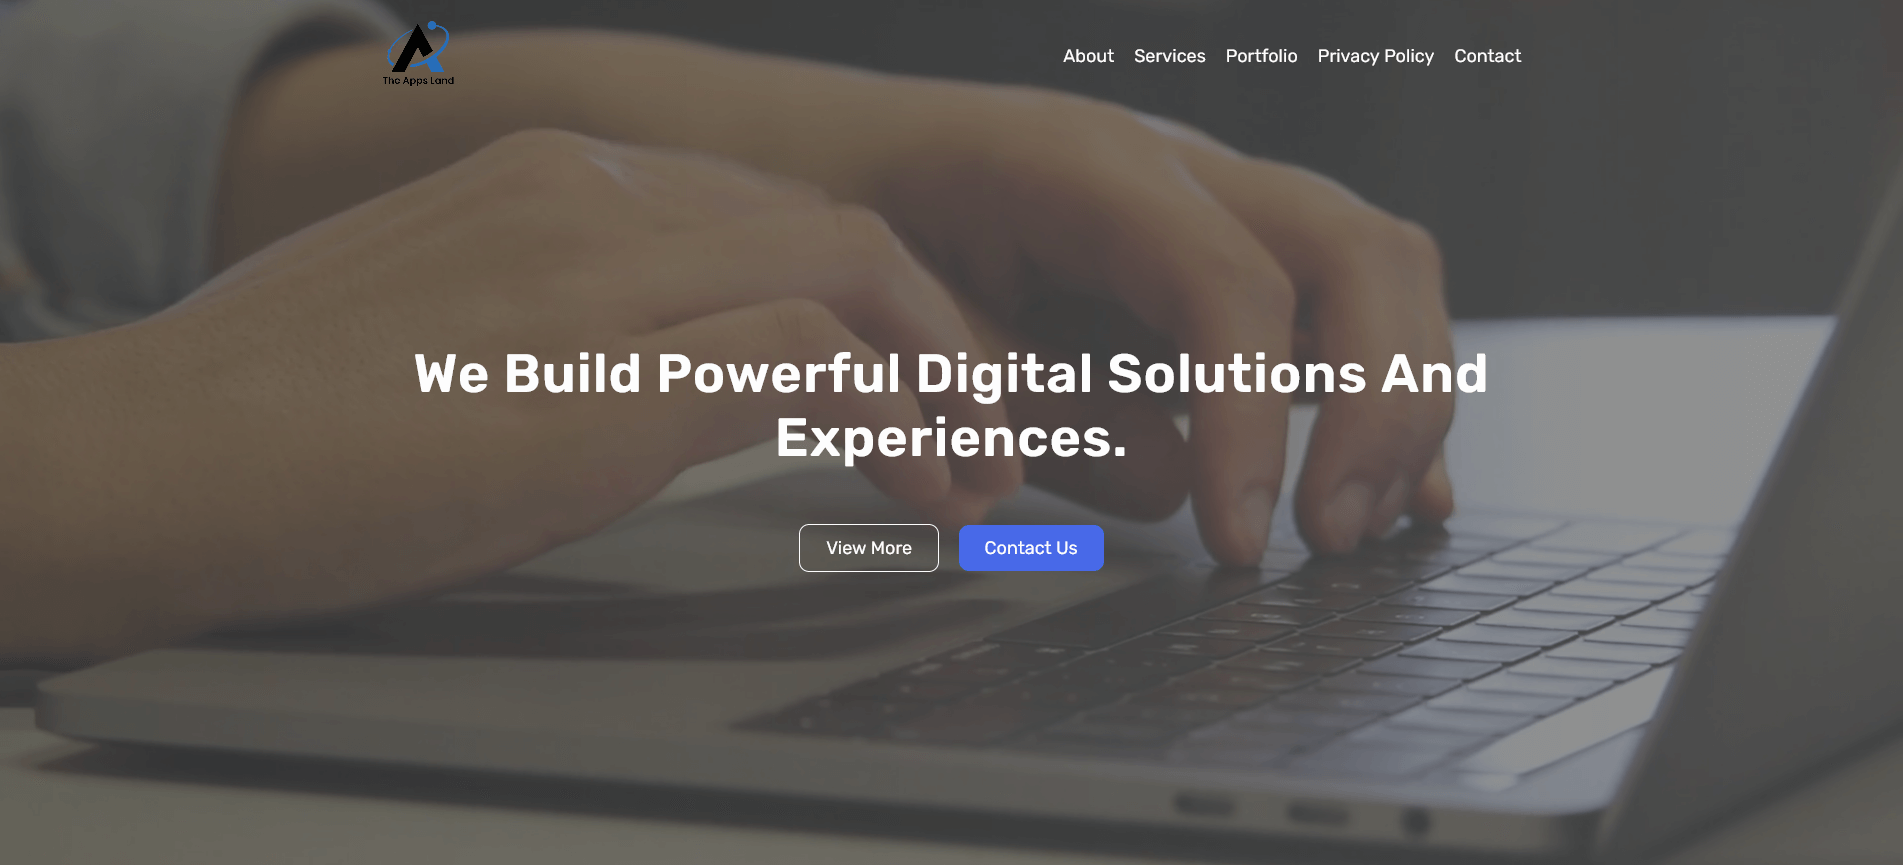 The Apps Land
About
Services
Portfolio
Privacy Policy
Contact
We Build Powerful Digital Solutions And
Experiences.
View More
Contact Us